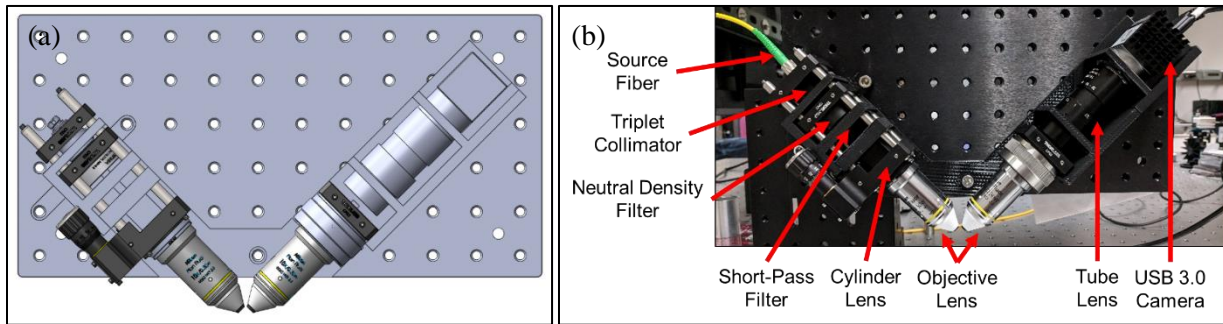 (a)
(b)
Source
Fiber
Triplet
Collimator
Neutral Density
Filter
Short-Pass
Filter
Cylinder
Lens
Objective
Lens
Tube
Lens
USB 3.0
Camera